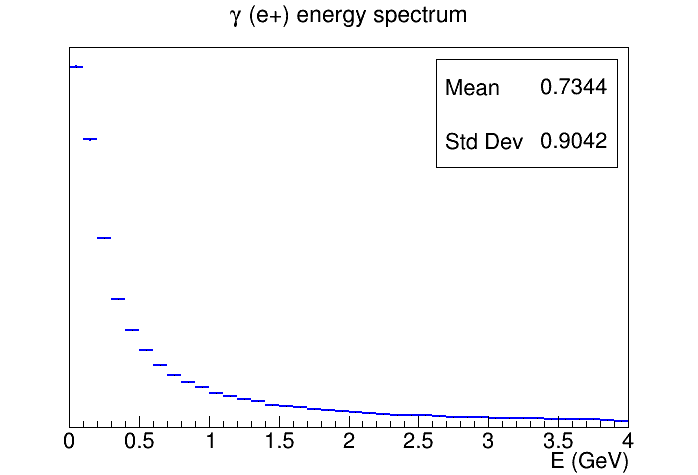 γ (e+) energy spectrum
Mean 0.7344
Std Dev 0.9042
0 0.5 1 1.5 2 2.5 3 3.5 4
E (GeV)